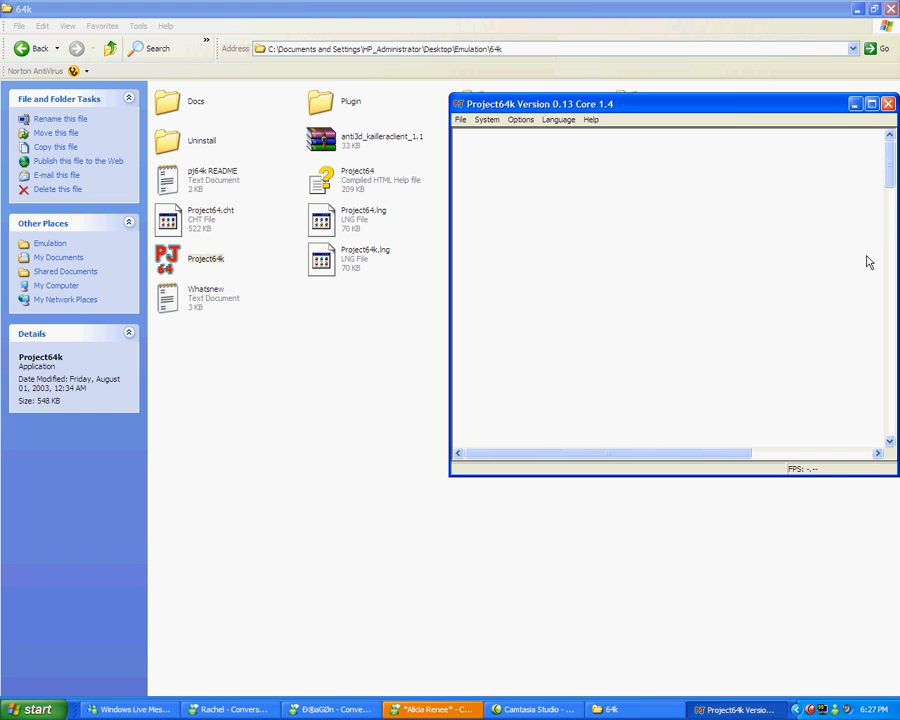 64k
File Edit View Favorites Tools Help
Back Search » Address C:\Documents and Settings\HP_Administrator\Desktop\Emulation\64k Go
Norton AntiVirus
File and Folder Tasks
Rename this file
Move this file
Copy this file
Publish this file to the Web
E-mail this file
Delete this file
Other Places
Emulation
My Documents
Shared Documents
My Computer
My Network Places
Details
Project64k
Application
Date Modified: Friday, August
01, 2003, 12:34 AM
Size: 548 KB
Docs
Plugin
Uninstall
anti3d_kailleraclient_1.1
33 KB
pj64k README
Text Document
2 KB
Project64
Compiled HTML Help file
209 KB
Project64.cht
CHT File
522 KB
Project64.lng
LNG File
70 KB
PJ
64
Project64k
Project64k.lng
LNG File
70 KB
Whatsnew
Text Document
3 KB
Project64k Version 0.13 Core 1.4
File System Options Language Help
FPS: -.--
start
Windows Live Mes...
Rachel - Convers...
Ð®aGØn - Conve...
*Alicia Renee* - C...
Camtasia Studio - ...
64k
Project64k Versio...
6:27 PM